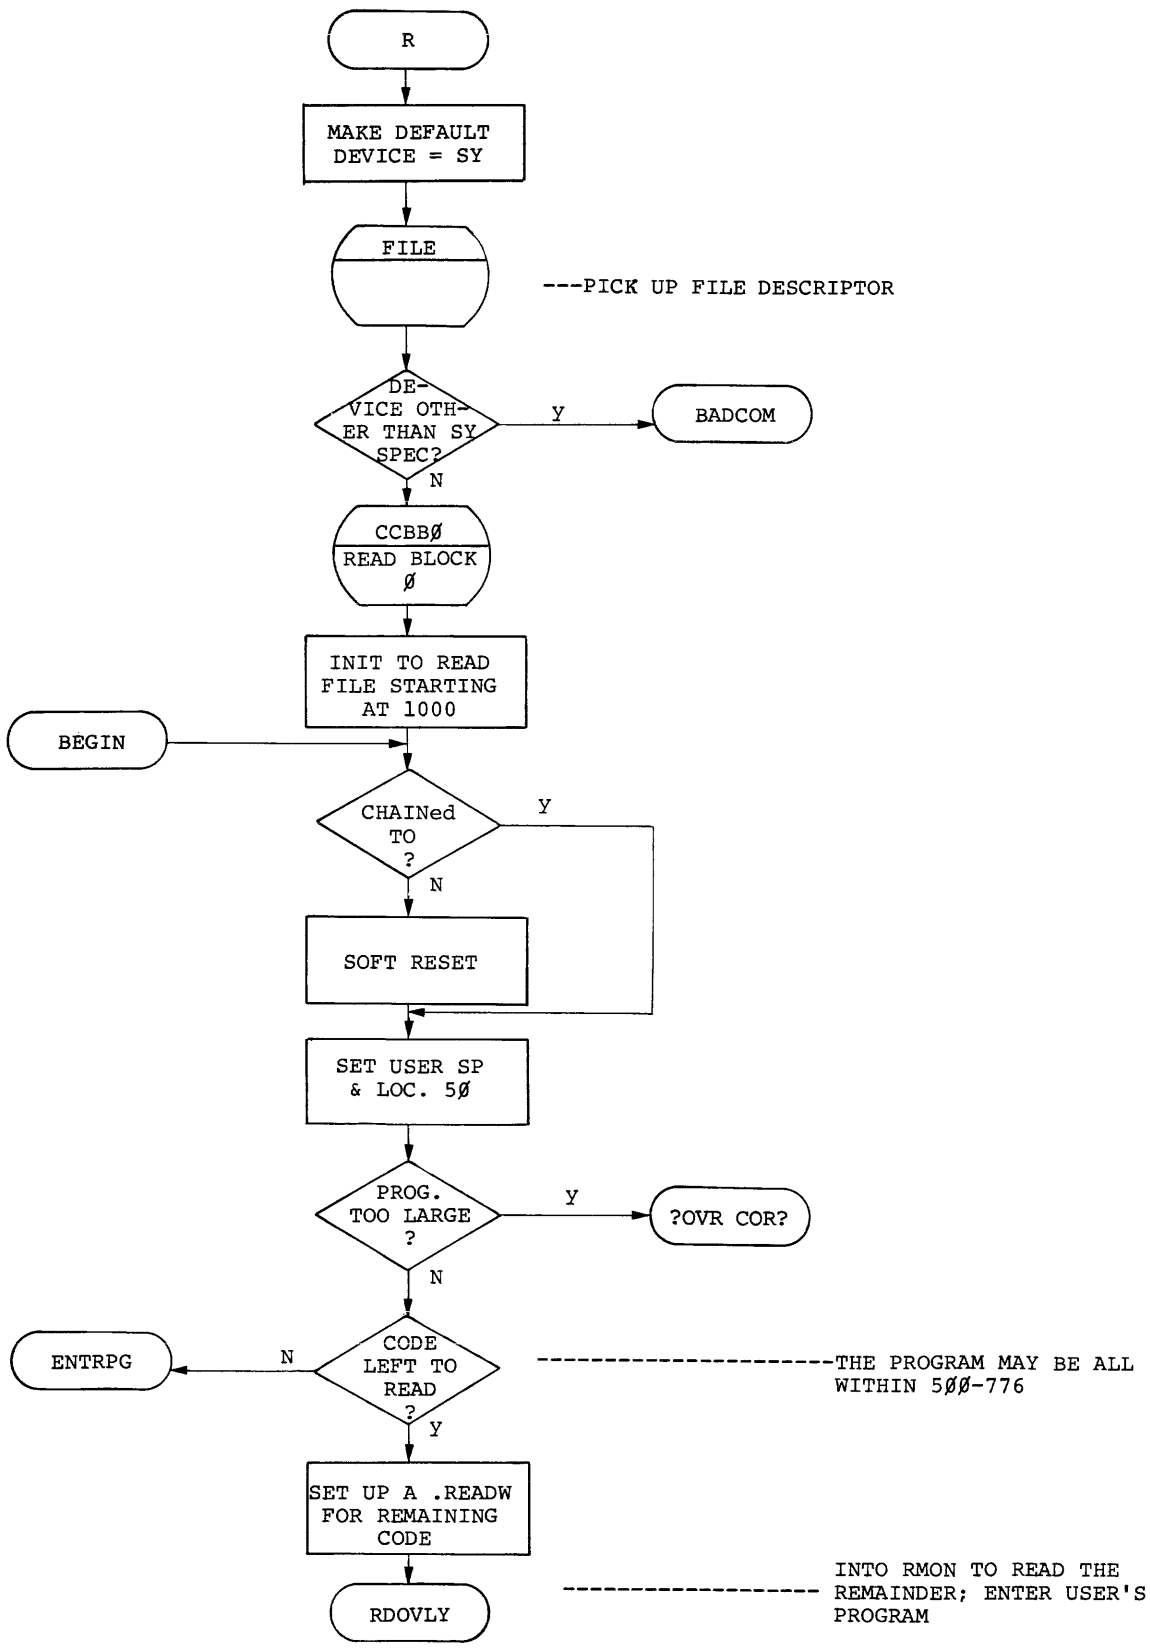 R
MAKE DEFAULT
DEVICE = SY
FILE
---PICK UP FILE DESCRIPTOR
DE-
VICE OTH-
ER THAN SY
SPEC?
Y
BADCOM
N
CCBBØ
READ BLOCK
Ø
INIT TO READ
FILE STARTING
AT 1000
BEGIN
CHAINed
TO
?
Y
N
SOFT RESET
SET USER SP
& LOC. 5Ø
PROG.
TOO LARGE
?
Y
?OVR COR?
N
CODE
LEFT TO
READ
?
N
ENTRPG
THE PROGRAM MAY BE ALL
WITHIN 5ØØ-776
Y
SET UP A .READW
FOR REMAINING
CODE
RDOVLY
INTO RMON TO READ THE
REMAINDER; ENTER USER'S
PROGRAM